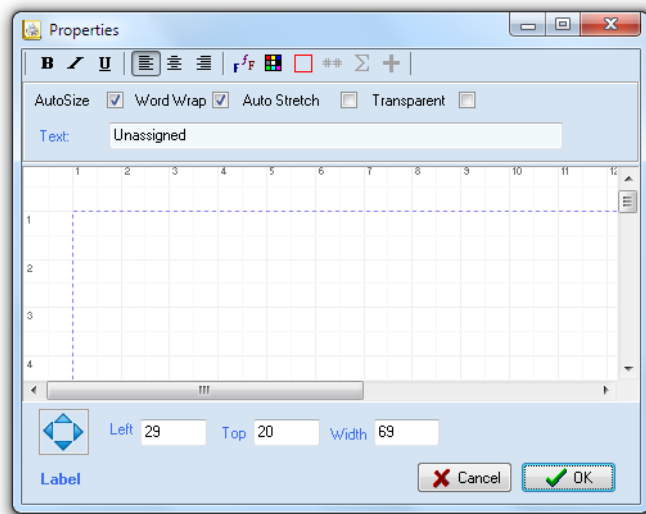 Properties
B I U F f F ## Σ
AutoSize Word Wrap Auto Stretch Transparent
Text: Unassigned
1 2 3 4 5 6 7 8 9 10 11
1
2
3
4
Left 29 Top 20 Width 69
Label Cancel OK